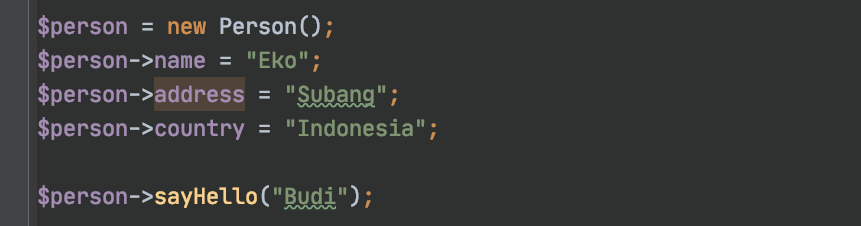 $person = new Person();
$person->name = "Eko";
$person->address = "Subang";
$person->country = "Indonesia";
$person->sayHello("Budi");